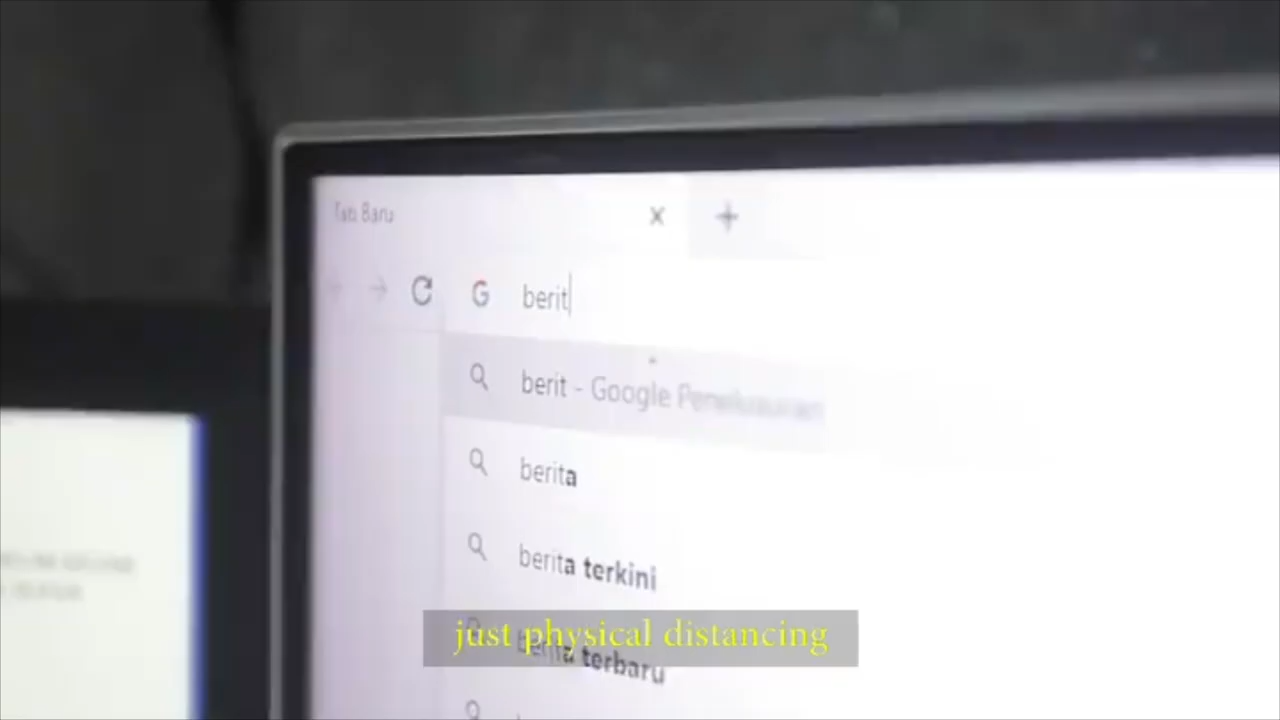 Tab Baru
berit
berit - Google Penelusuran
berita
berita terkini
berita terbaru
just physical distancing